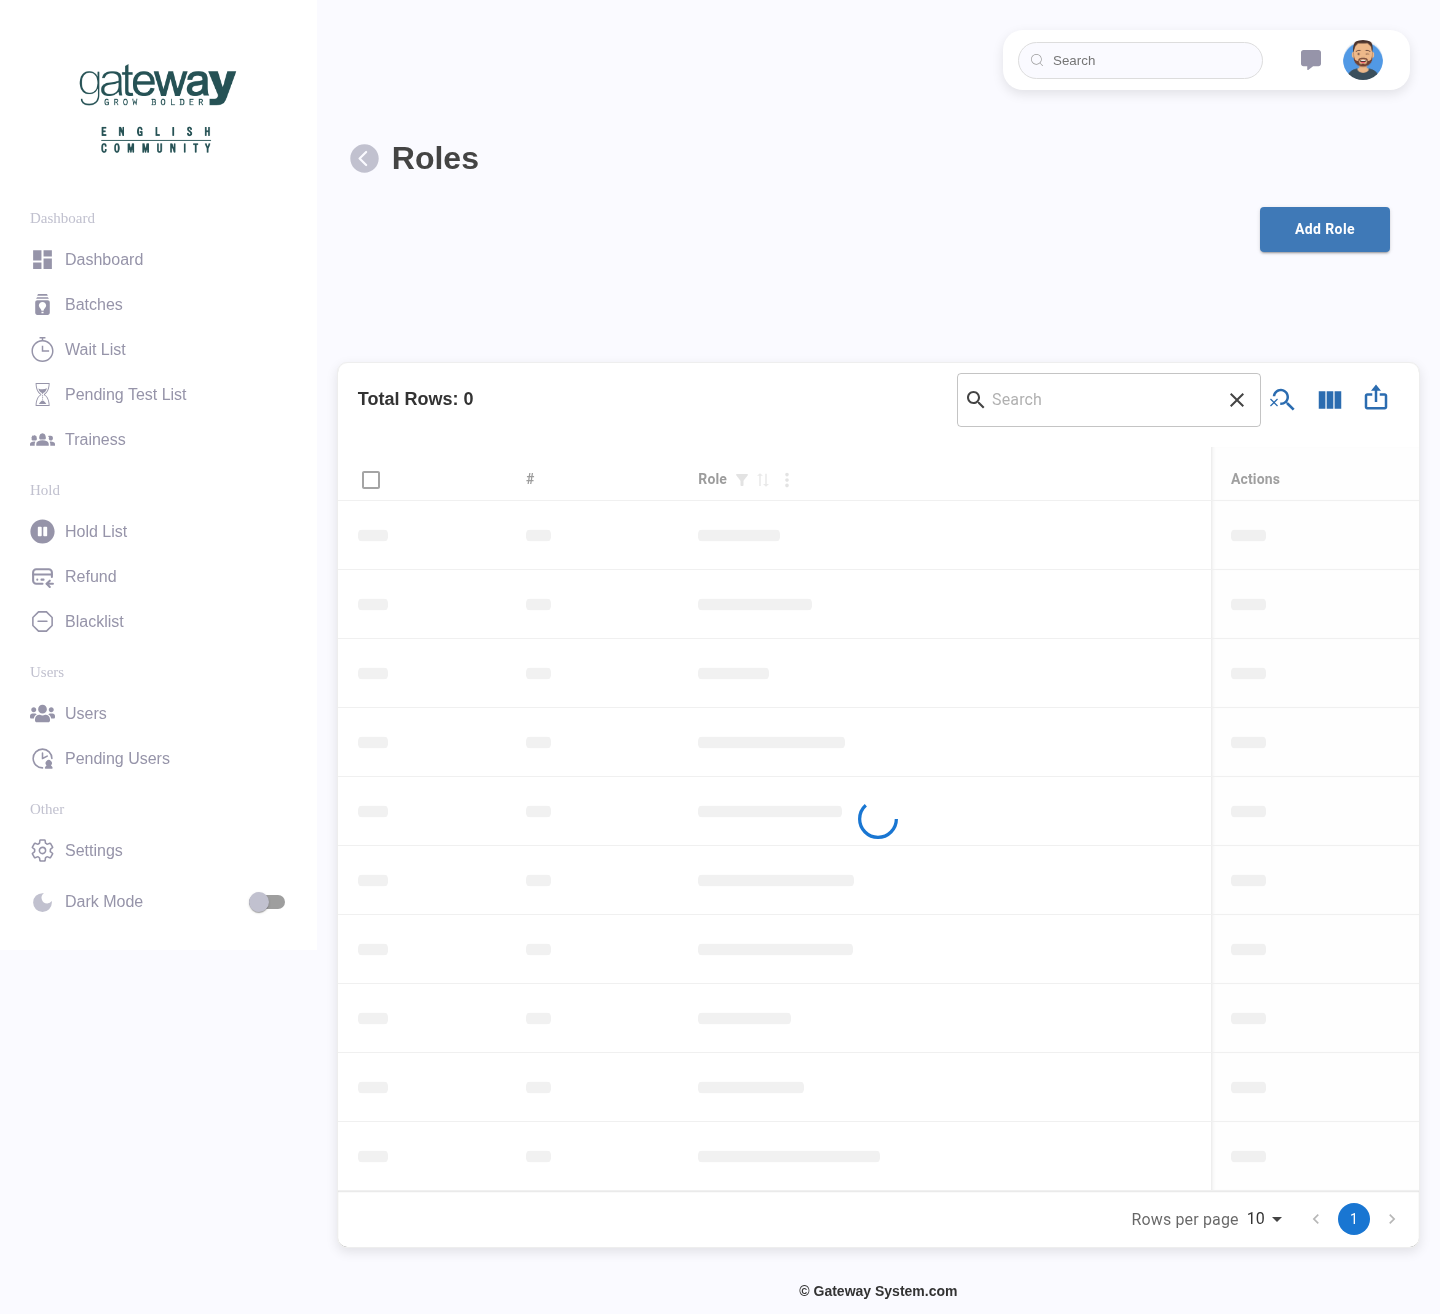 gateway
GROW BOLDER
ENGLISH
COMMUNITY
Dashboard
Dashboard
Batches
Wait List
Pending Test List
Trainess
Hold
Hold List
Refund
Blacklist
Users
Users
Pending Users
Other
Settings
Dark Mode
Search
Roles
Add Role
Total Rows: 0
Search
# Role Actions
Rows per page 10 1
© Gateway System.com